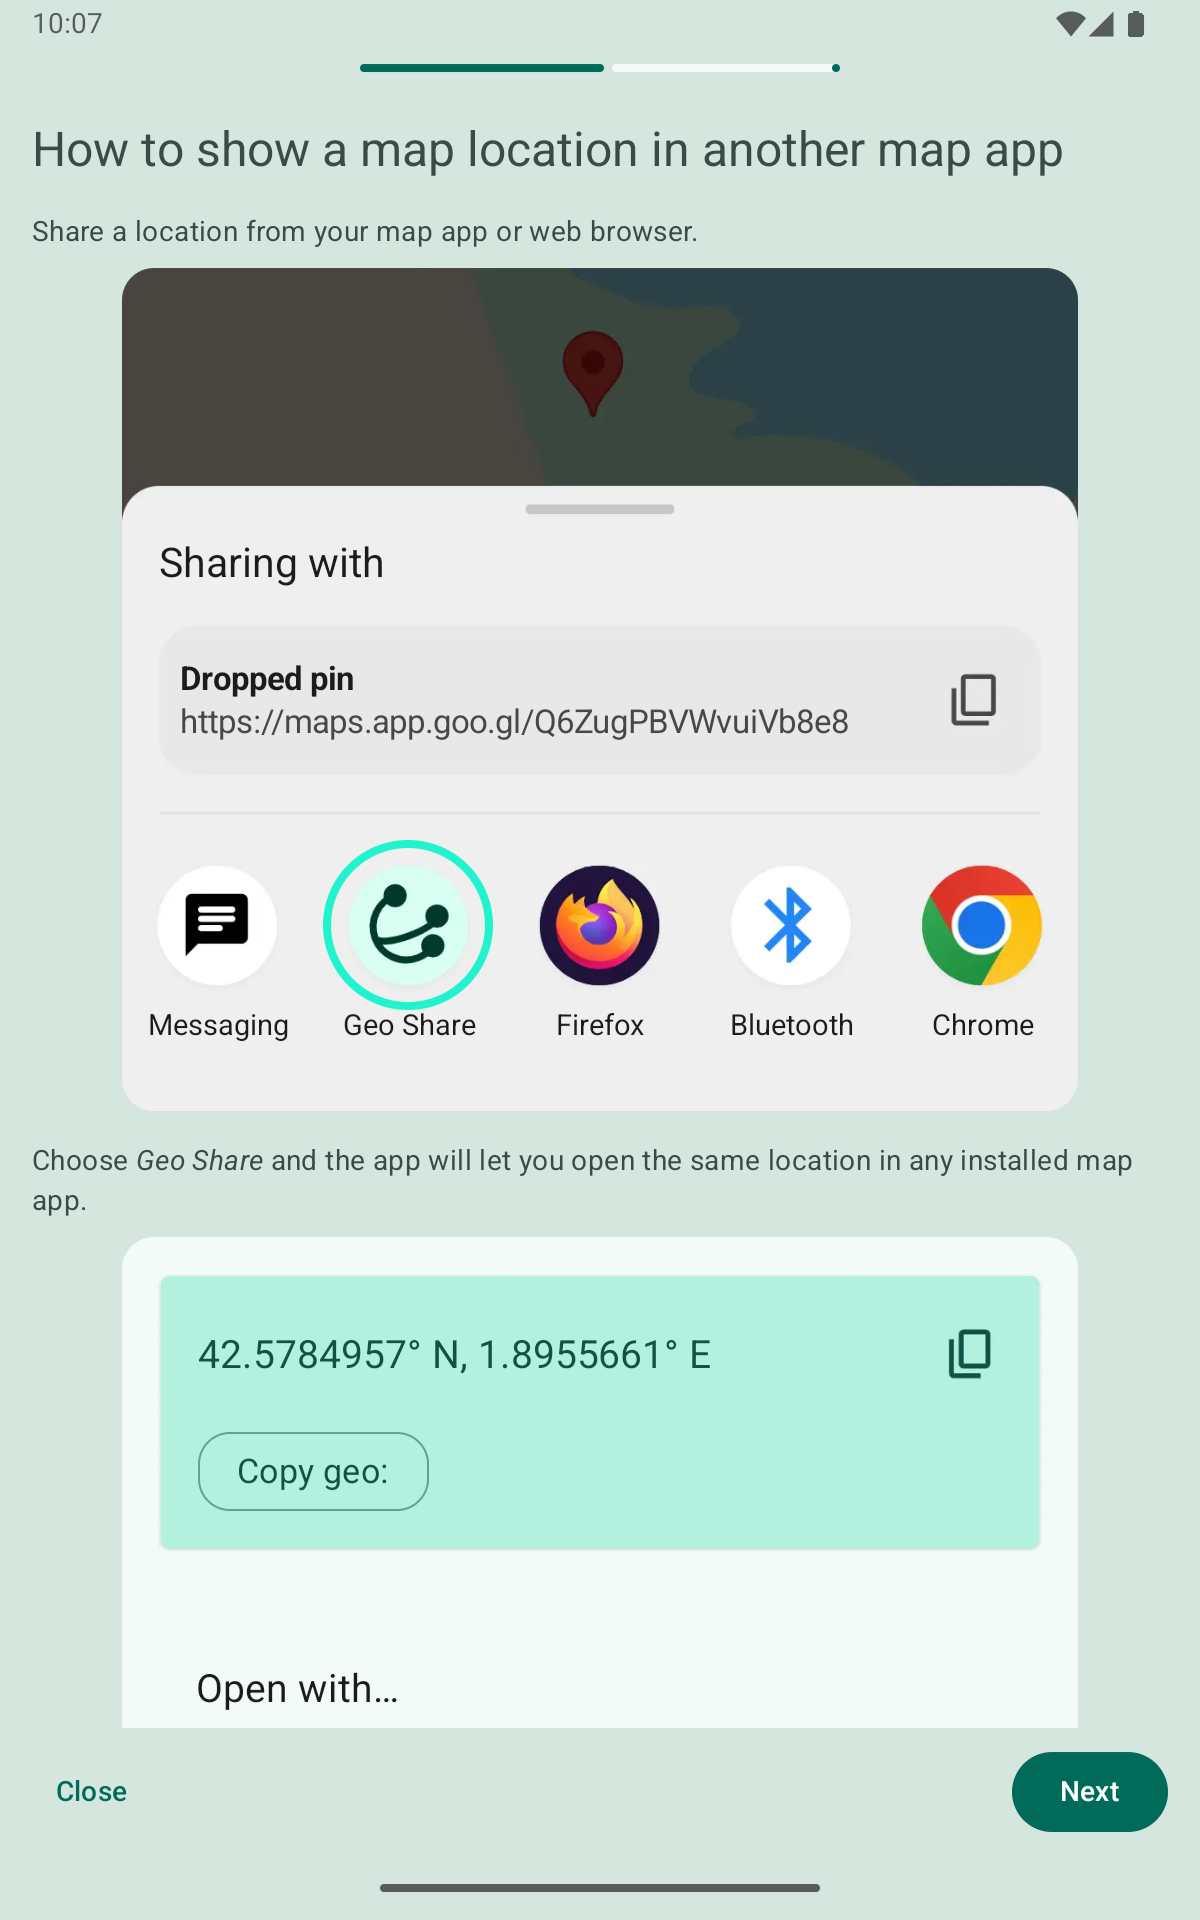 10:07
How to show a map location in another map app
Share a location from your map app or web browser.
Sharing with
Dropped pin
https://maps.app.goo.gl/Q6ZugPBVWvuiVb8e8
Messaging
Geo Share
Firefox
Bluetooth
Chrome
Choose Geo Share and the app will let you open the same location in any installed map
app.
42.5784957° N, 1.8955661° E
Copy geo:
Open with…
Close
Next